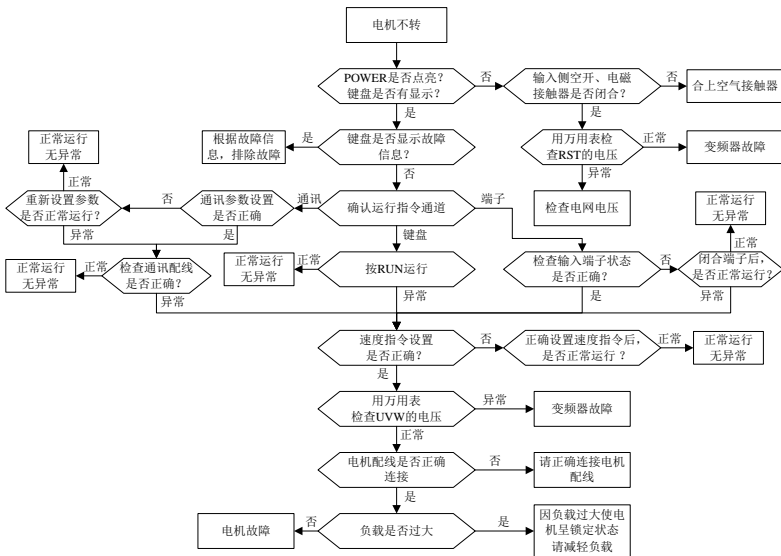 电机不转
POWER是否点亮？
键盘是否有显示？
否
输入侧空开、电磁
接触器是否闭合？
否
合上空气接触器
是
是
正常运行
无异常
根据故障信
息，排除故障
是
键盘是否显示故障
信息？
用万用表检
查RST的电压
正常
变频器故障
正常
否
异常
重新设置参数
是否正常运行？
否
通讯参数设置
是否正确
通讯
确认运行指令通道
端子
检查电网电压
正常运行
无异常
异常
是
键盘
正常
正常运行
无异常
正常
检查通讯配线
是否正确？
正常运行
无异常
正常
按RUN运行
检查输入端子状态
是否正确？
否
闭合端子后，
是否正常运行？
异常
异常
是
异常
速度指令设置
是否正确？
否
正确设置速度指令后，
是否正常运行？
正常
正常运行
无异常
是
用万用表
检查UVW的电压
异常
变频器故障
正常
电机配线是否正确
连接
否
请正确连接电机
配线
是
电机故障
否
负载是否过大
是
因负载过大使电
机呈锁定状态
请减轻负载